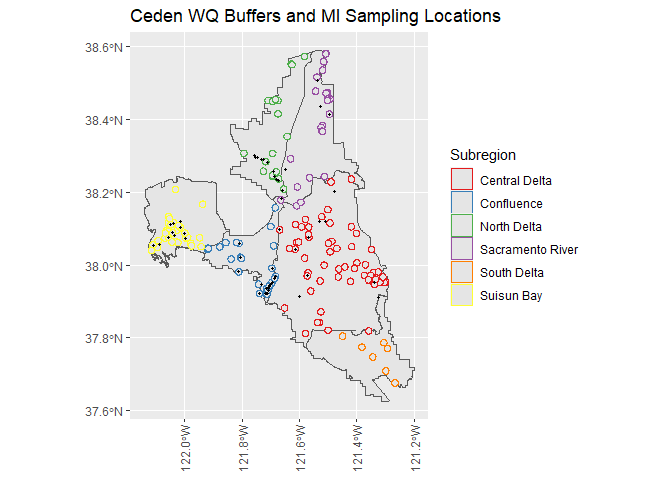 Ceden WQ Buffers and MI Sampling Locations
38.6°N
38.4°N
38.2°N
38.0°N
37.8°N
37.6°N
122.0°W
121.8°W
121.6°W
121.4°W
121.2°W
Subregion
Central Delta
Confluence
North Delta
Sacramento River
South Delta
Suisun Bay